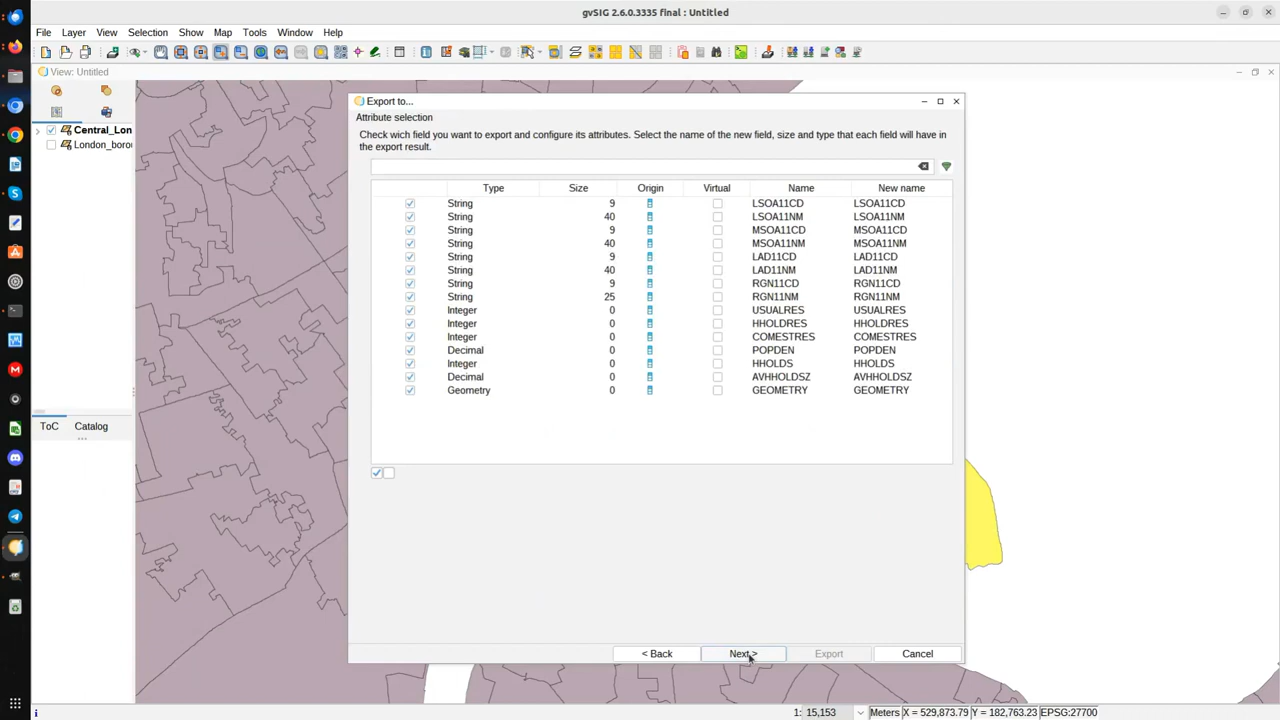 gvSIG 2.6.0.3335 final : Untitled
File Layer View Selection Show Map Tools Window Help
View: Untitled
Central_Lon
London_boro
ToC Catalog
Export to...
Attribute selection
Check wich field you want to export and configure its attributes. Select the name of the new field, size and type that each field will have in
the export result.
Type Size Origin Virtual Name New name
String 9 LSOA11CD LSOA11CD
String 40 LSOA11NM LSOA11NM
String 9 MSOA11CD MSOA11CD
String 40 MSOA11NM MSOA11NM
String 9 LAD11CD LAD11CD
String 40 LAD11NM LAD11NM
String 9 RGN11CD RGN11CD
String 25 RGN11NM RGN11NM
Integer 0 USUALRES USUALRES
Integer 0 HHOLDRES HHOLDRES
Integer 0 COMESTRES COMESTRES
Decimal 0 POPDEN POPDEN
Integer 0 HHOLDS HHOLDS
Decimal 0 AVHHOLDSZ AVHHOLDSZ
Geometry 0 GEOMETRY GEOMETRY
< Back Next > Export Cancel
1: 15,153 Meters X = 529,873.79 Y = 182,763.23 EPSG:27700